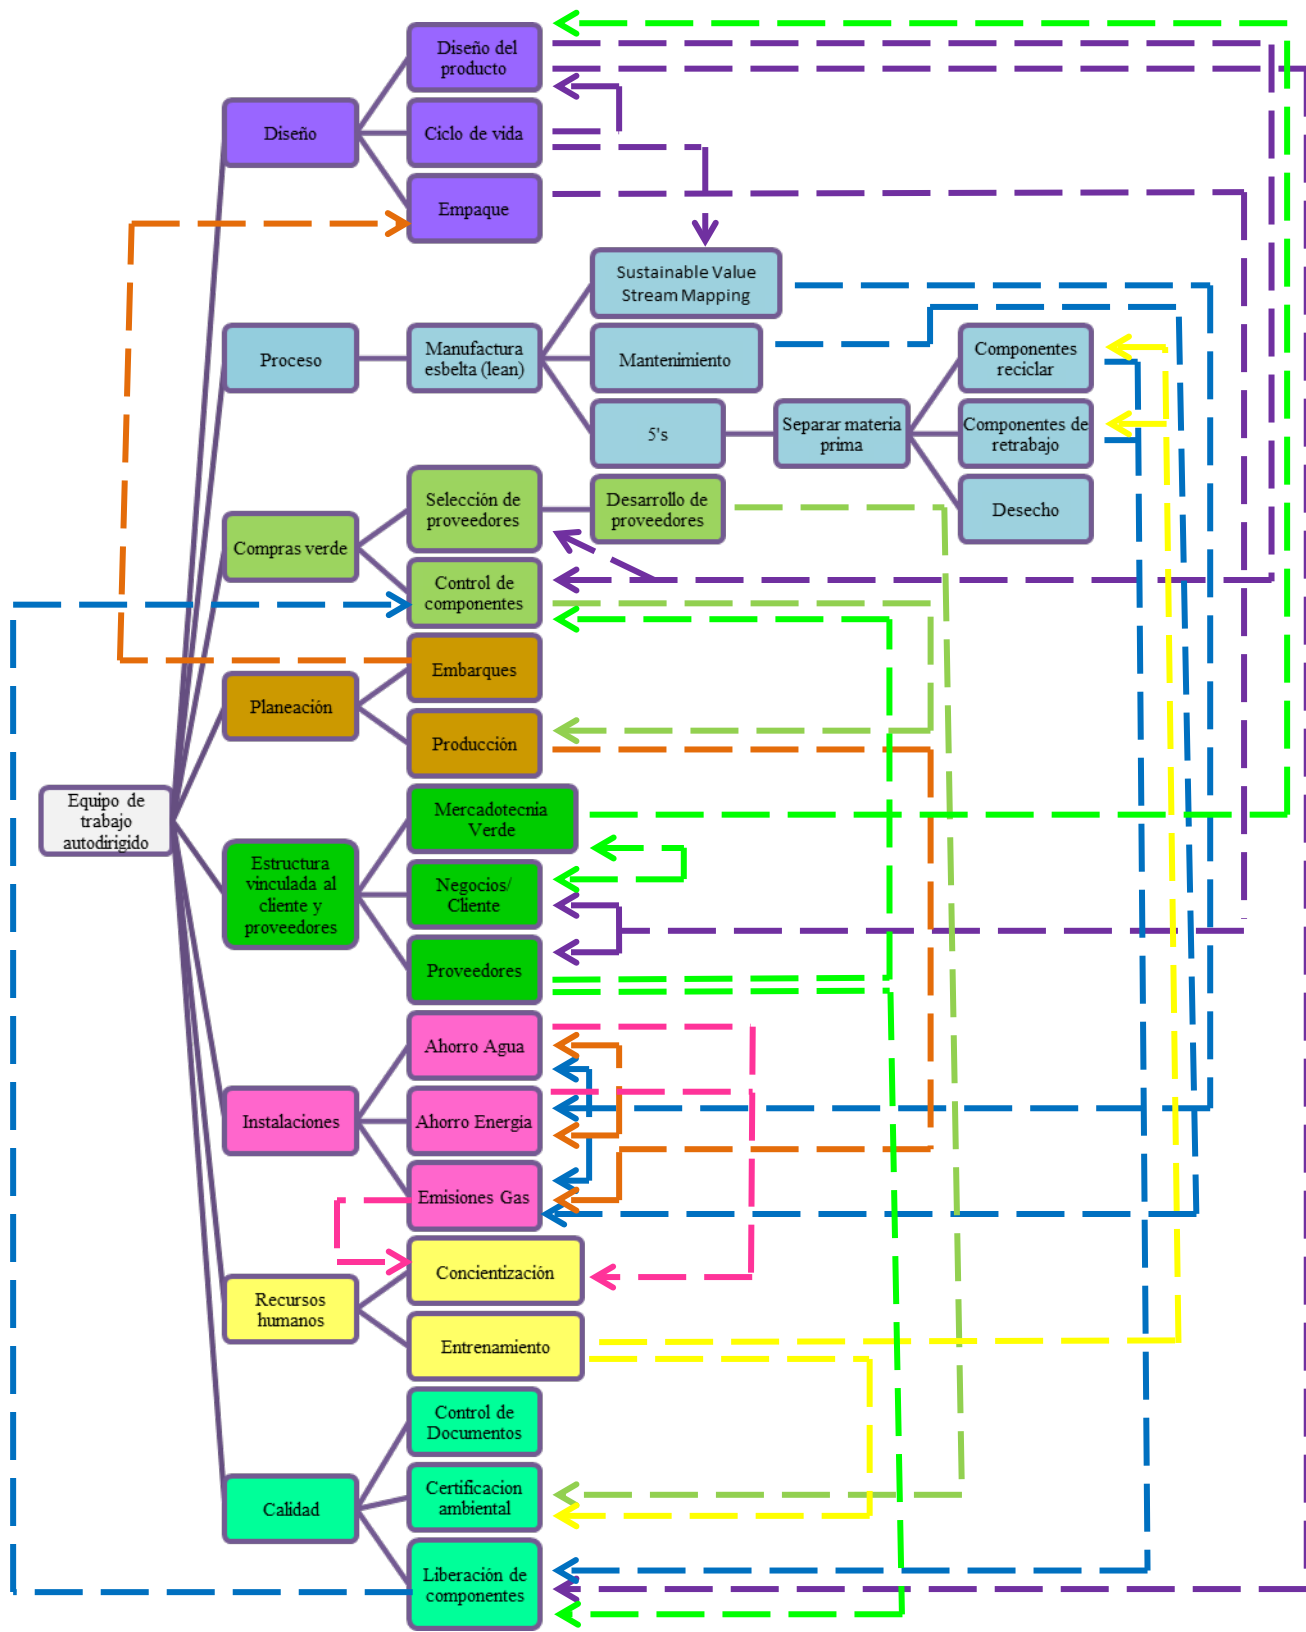 Diseño del
producto
Diseño
Ciclo de vida
Empaque
Sustainable Value
Stream Mapping
Proceso
Manufactura
esbelta (lean)
Mantenimiento
Componentes
reciclar
5's
Separar materia
prima
Componentes de
retrabajo
Desecho
Compras verde
Selección de
proveedores
Desarrollo de
proveedores
Control de
componentes
Planeación
Embarques
Producción
Equipo de
trabajo
autodirigido
Estructura
vinculada al
cliente y
proveedores
Mercadotecnia
Verde
Negocios/
Cliente
Proveedores
Instalaciones
Ahorro Agua
Ahorro Energia
Emisiones Gas
Recursos
humanos
Concientización
Entrenamiento
Calidad
Control de
Documentos
Certificacion
ambiental
Liberación de
componentes